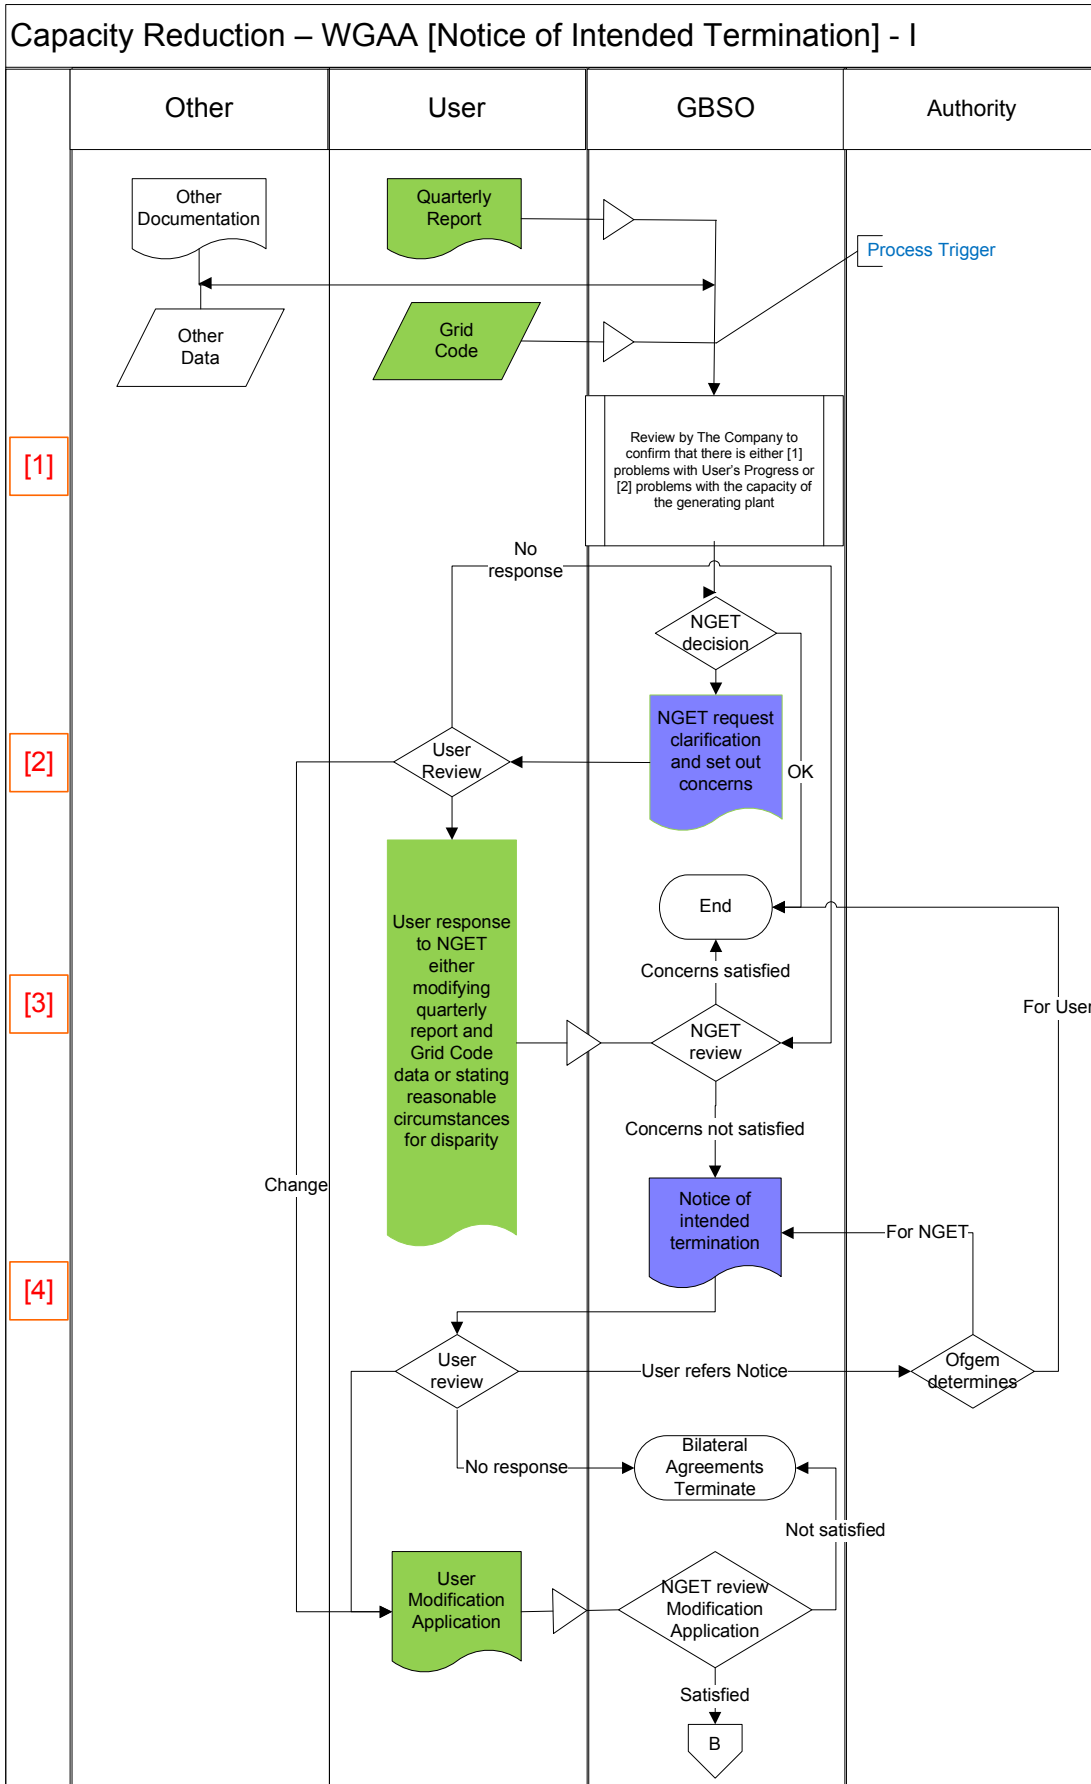 Capacity Reduction – WGAA [Notice of Intended Termination] - I
Other
User
GBSO
Authority
Other
Documentation
Quarterly
Report
Process Trigger
Other
Data
Grid
Code
[1]
Review by The Company to
confirm that there is either [1]
problems with User's Progress or
[2] problems with the capacity of
the generating plant
No
response
NGET
decision
[2]
User
Review
NGET request
clarification
and set out
concerns
OK
End
Concerns satisfied
[3]
User response
to NGET
either
modifying
quarterly
report and
Grid Code
data or stating
reasonable
circumstances
for disparity
NGET
review
For User
Concerns not satisfied
Change
Notice of
intended
termination
For NGET
[4]
User
review
User refers Notice
Ofgem
determines
No response
Bilateral
Agreements
Terminate
Not satisfied
User
Modification
Application
NGET review
Modification
Application
Satisfied
B